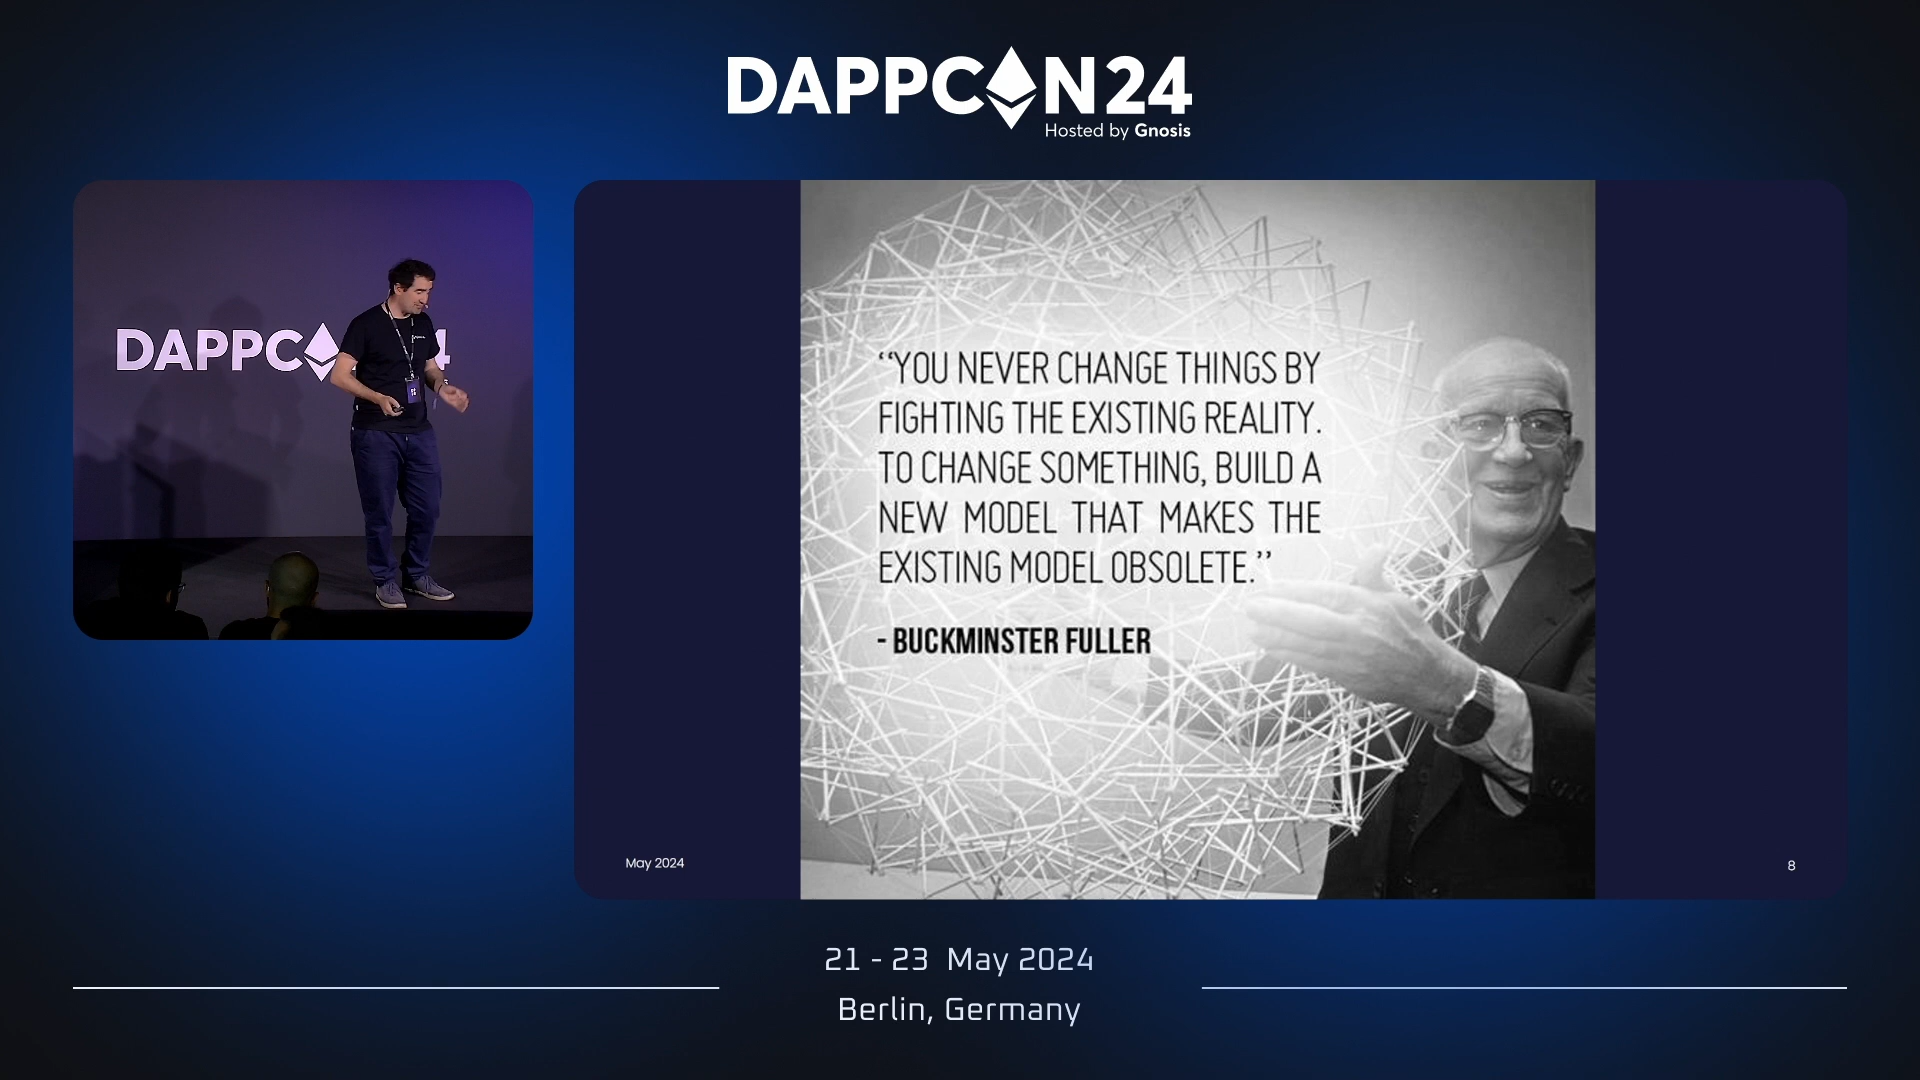 DAPPCON24
Hosted by Gnosis
DAPPCON24
“YOU NEVER CHANGE THINGS BY
FIGHTING THE EXISTING REALITY.
TO CHANGE SOMETHING, BUILD A
NEW MODEL THAT MAKES THE
EXISTING MODEL OBSOLETE.”
- BUCKMINSTER FULLER
May 2024
8
21 - 23 May 2024
Berlin, Germany